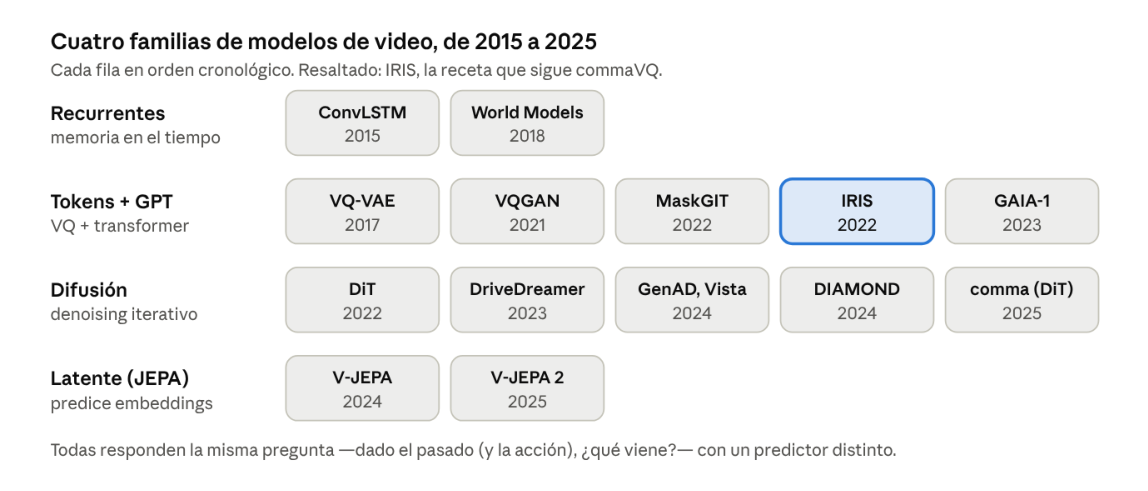 Cuatro familias de modelos de video, de 2015 a 2025
Cada fila en orden cronológico. Resaltado: IRIS, la receta que sigue commaVQ.
Recurrentes
memoria en el tiempo
ConvLSTM
2015
World Models
2018
Tokens + GPT
VQ + transformer
VQ-VAE
2017
VQGAN
2021
MaskGIT
2022
IRIS
2022
GAIA-1
2023
Difusión
denoising iterativo
DiT
2022
DriveDreamer
2023
GenAD, Vista
2024
DIAMOND
2024
comma (DiT)
2025
Latente (JEPA)
predice embeddings
V-JEPA
2024
V-JEPA 2
2025
Todas responden la misma pregunta —dado el pasado (y la acción), ¿qué viene?— con un predictor distinto.